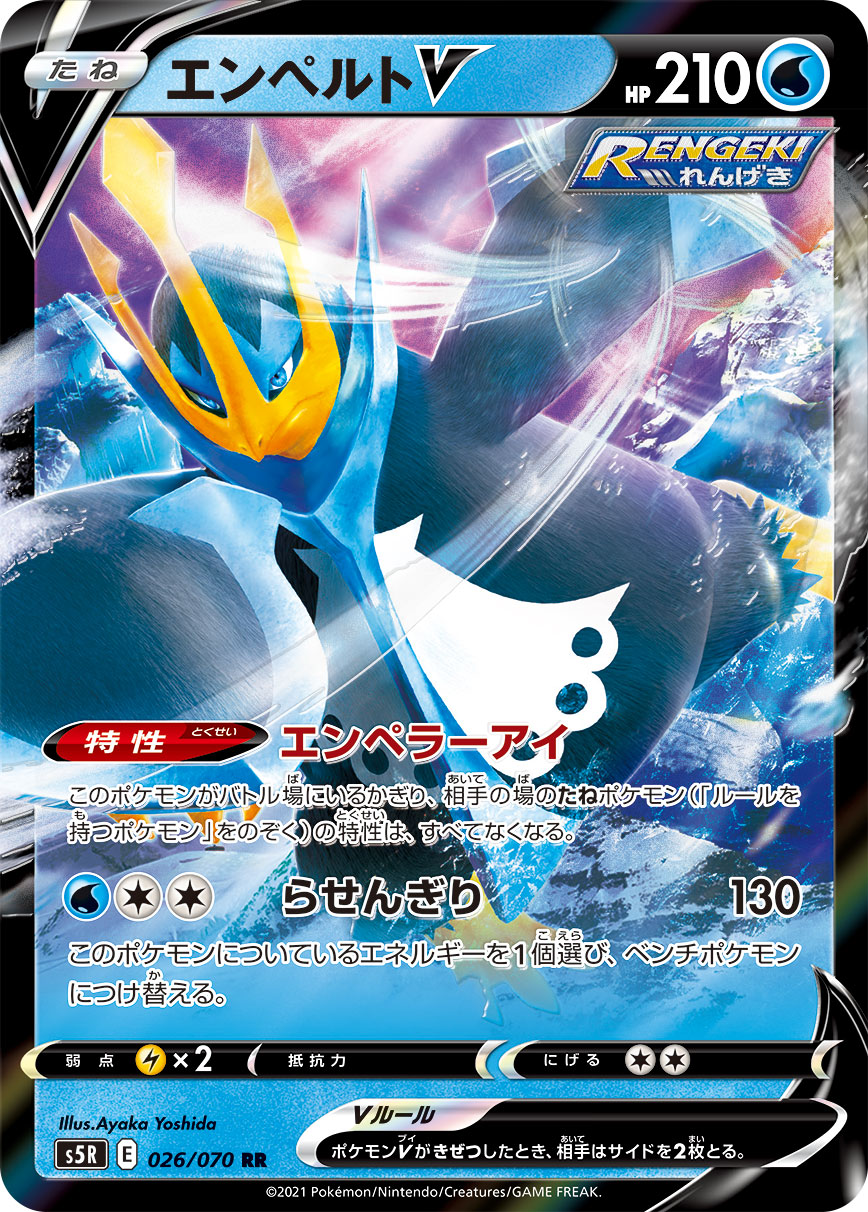 たね エンペルトV HP 210
RENGEKI
れんげき
特性 とくせい エンペラーアイ
このポケモンがバトル場にいるかぎり、相手の場のたねポケモン(「ルールを
持つポケモン」をのぞく)の特性は、すべてなくなる。
らせんぎり 130
このポケモンについているエネルギーを1個選び、ベンチポケモン
につけ替える。
弱点 ×2 抵抗力 にげる
Illus.Ayaka Yoshida
Vルール
ポケモンVがきぜつしたとき、相手はサイドを2枚とる。
s5R E 026/070 RR
©2021 Pokémon/Nintendo/Creatures/GAME FREAK.